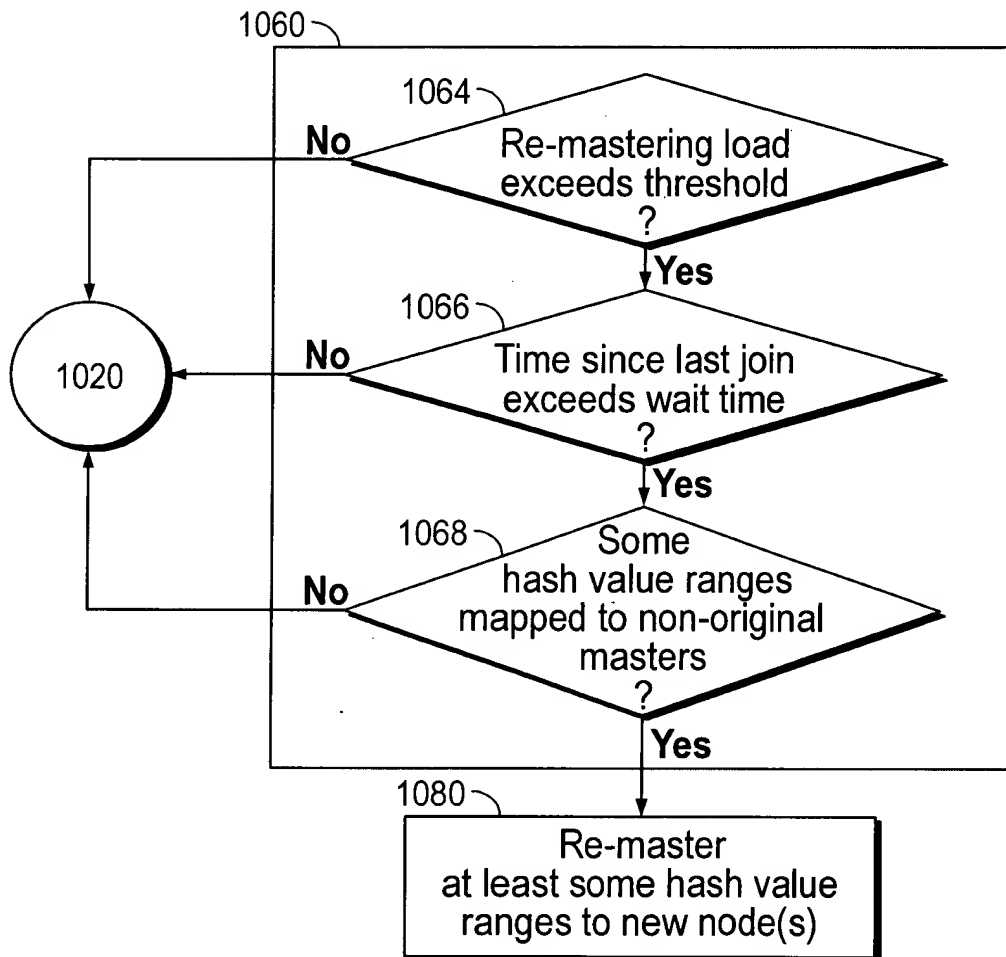 1060
1064
No
Re-mastering load
exceeds threshold
?
Yes
1066
No
1020
Time since last join
exceeds wait time
?
Yes
1068
No
Some
hash value ranges
mapped to non-original
masters
?
Yes
1080
Re-master
at least some hash value
ranges to new node(s)